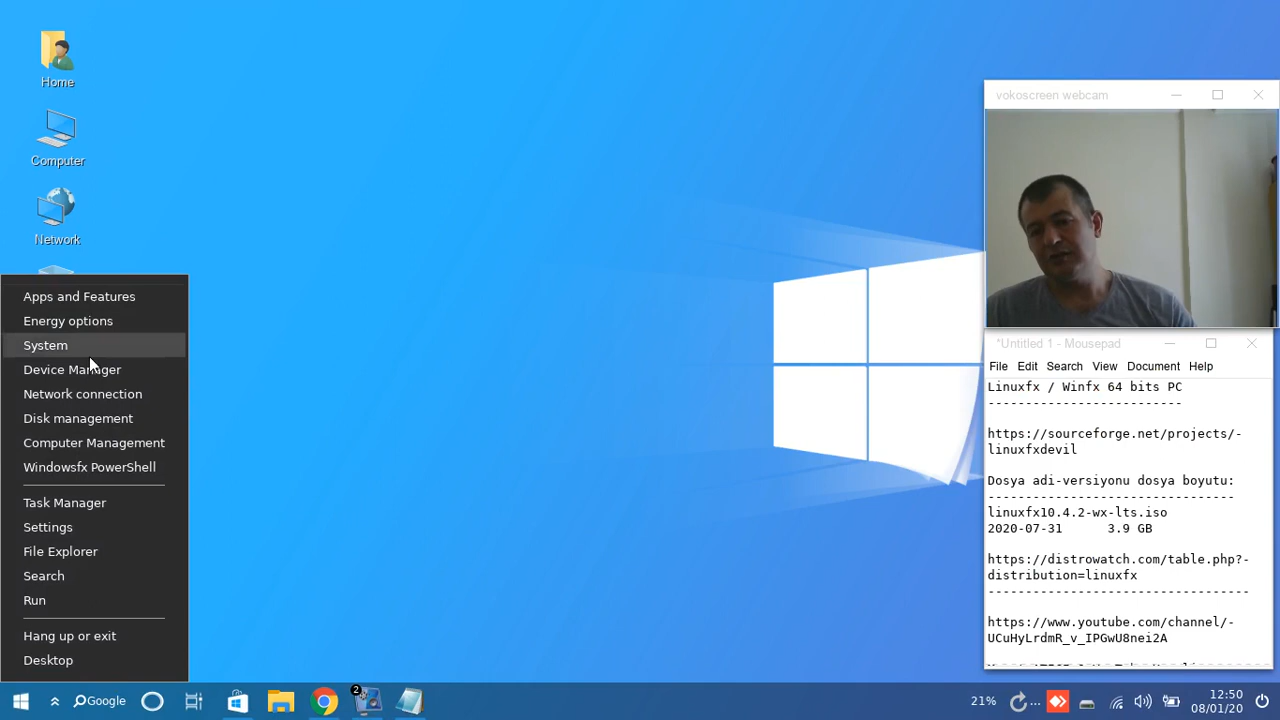 Home
Computer
Network
Apps and Features
Energy options
System
Device Manager
Network connection
Disk management
Computer Management
Windowsfx PowerShell
Task Manager
Settings
File Explorer
Search
Run
Hang up or exit
Desktop
vokoscreen webcam
*Untitled 1 - Mousepad
File Edit Search View Document Help
Linuxfx / Winfx 64 bits PC
--------------------------
https://sourceforge.net/projects/-
linuxfxdevil
Dosya adi-versiyonu dosya boyutu:
---------------------------------
linuxfx10.4.2-wx-lts.iso
2020-07-31 3.9 GB
https://distrowatch.com/table.php?-
distribution=linuxfx
-----------------------------------
https://www.youtube.com/channel/-
UCuHyLrdmR_v_IPGwU8nei2A
Google
2
21%
...
12:50
08/01/20